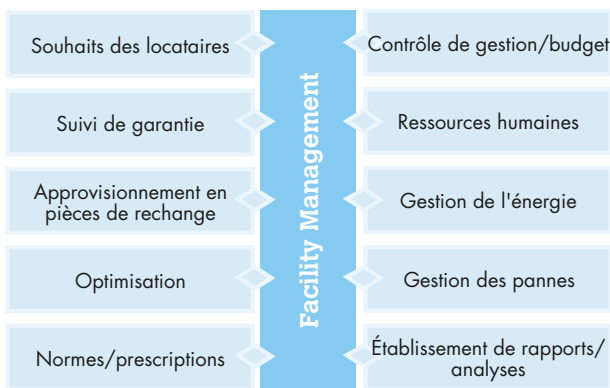 Souhaits des locataires
Suivi de garantie
Approvisionnement en
pièces de rechange
Optimisation
Normes/prescriptions
Facility Management
Contrôle de gestion/budget
Ressources humaines
Gestion de l'énergie
Gestion des pannes
Établissement de rapports/
analyses